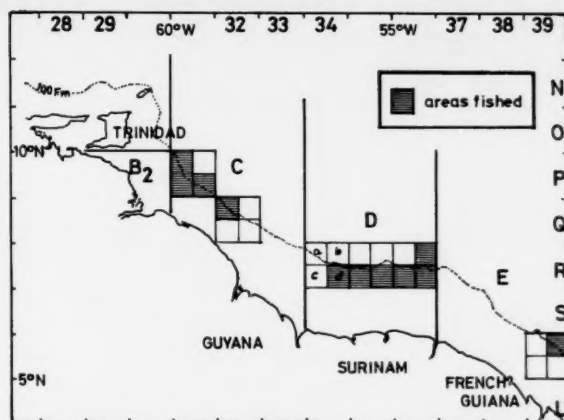 28 29 60°W 32 33 34 55°W 37 38 39
100 Fm
areas fished
N
O
P
Q
R
S
TRINIDAD
10°N
B2
C
D
a b
c d
E
GUYANA
SURINAM
FRENCH
GUIANA
5°N